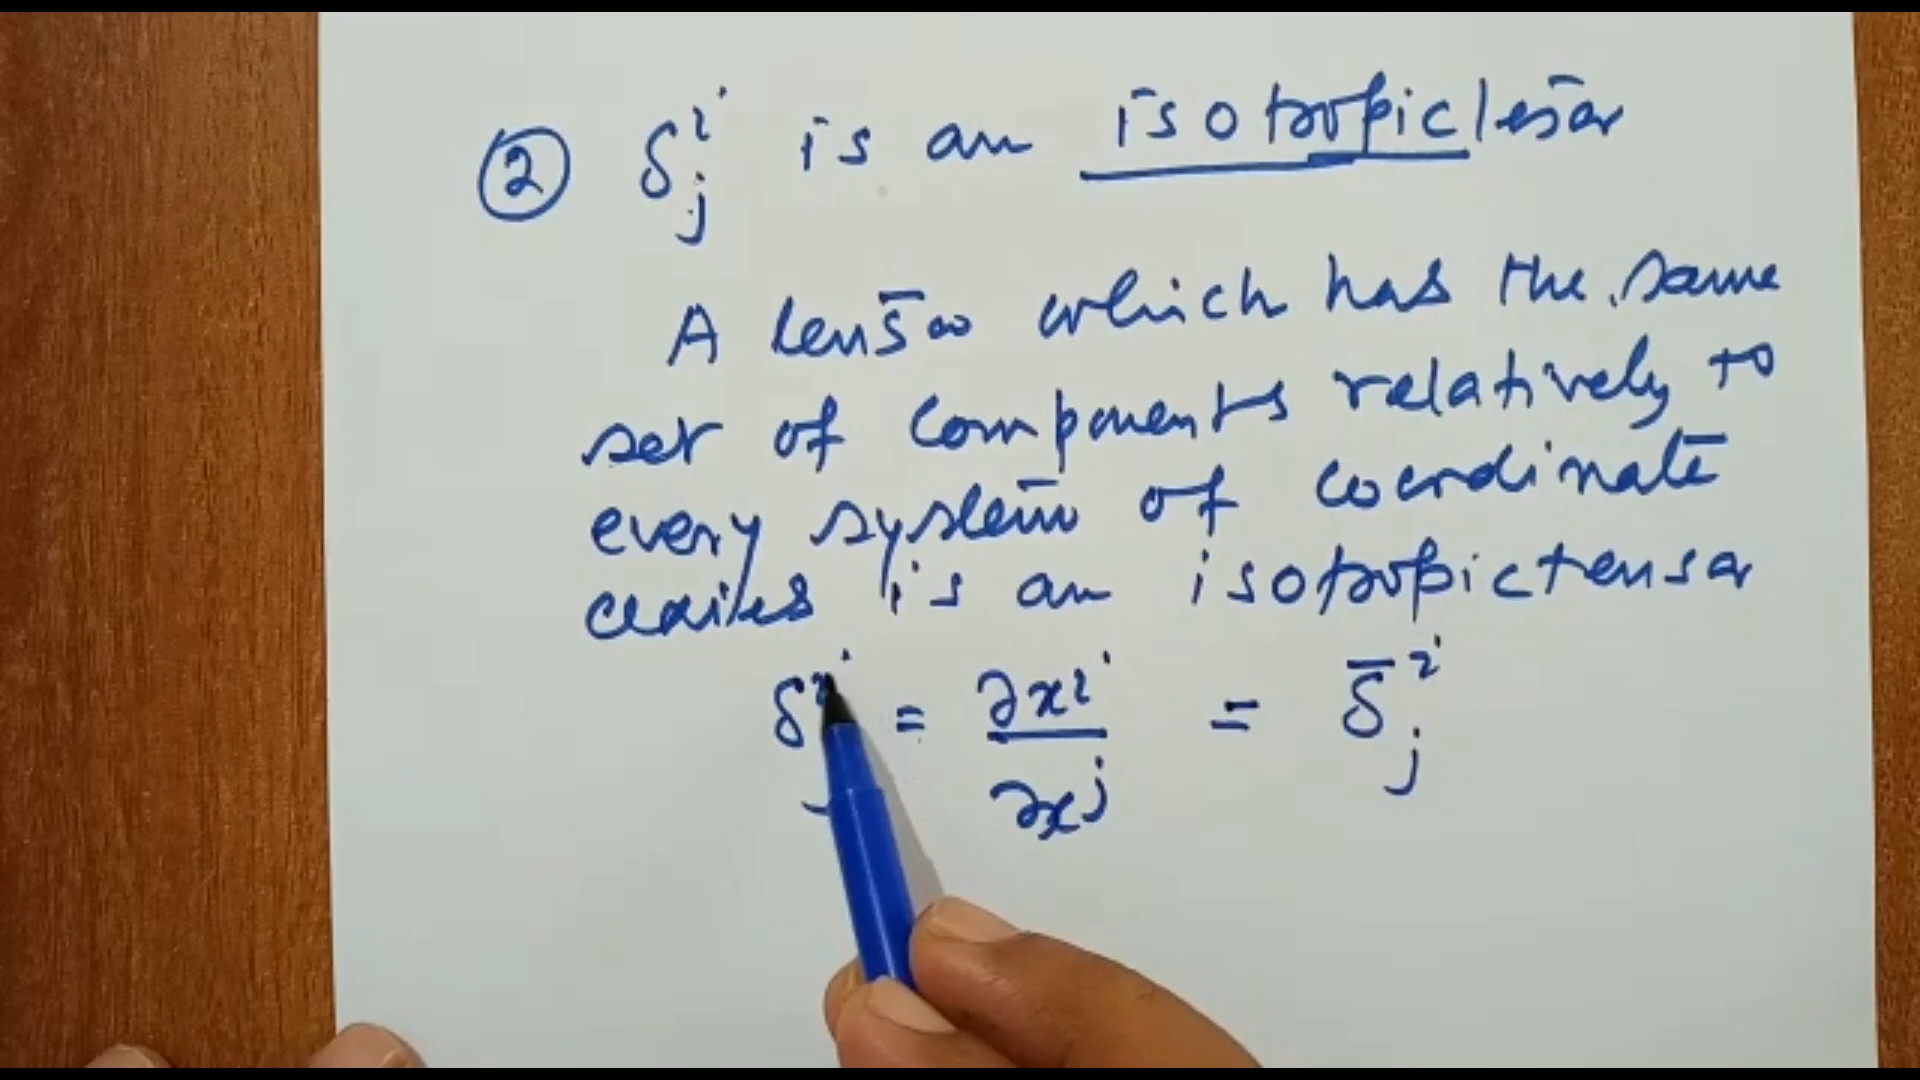 ② δ^i_j is an isotropic tensor
A tensor which has the same
set of components relatively to
every system of coordinate
axies is an isotropic tensor
δ^i_j = ∂x^i / ∂x^j = δ̄^i_j